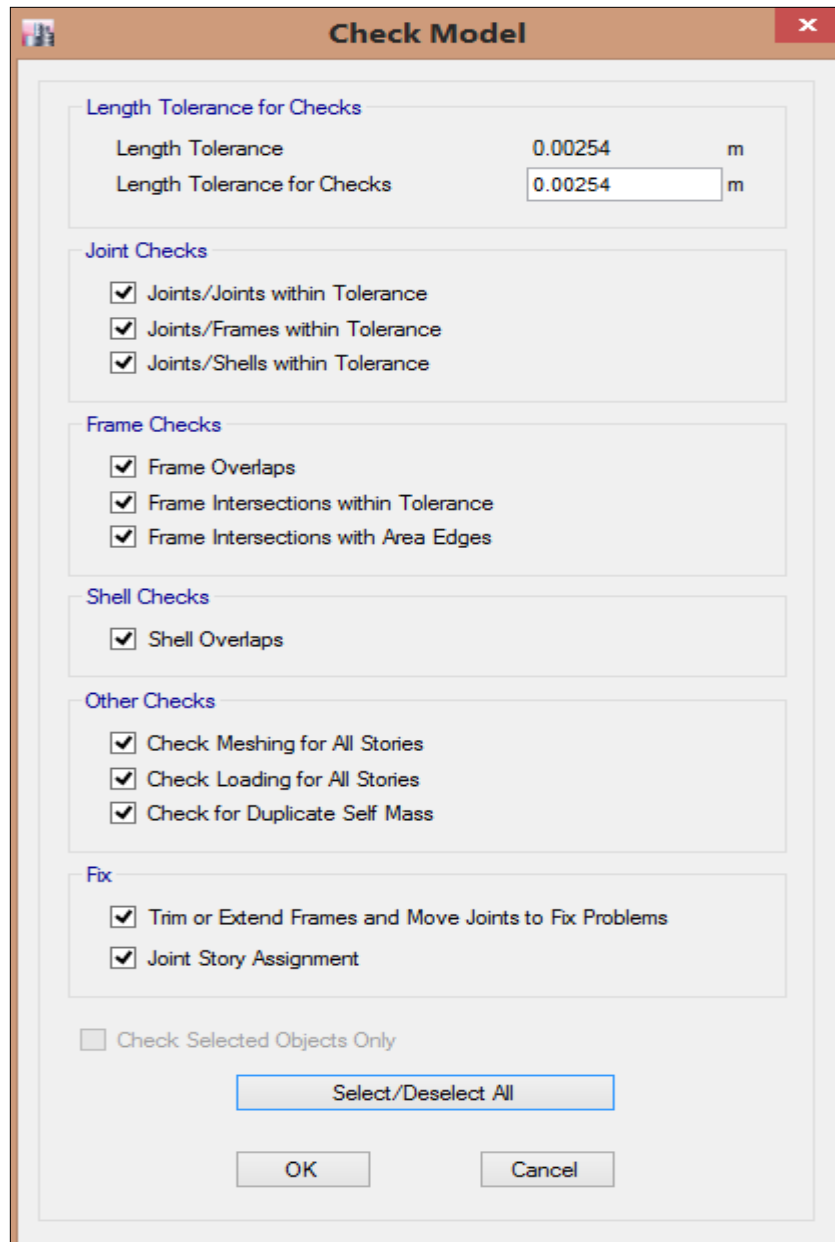 Check Model
Length Tolerance for Checks
Length Tolerance 0.00254 m
Length Tolerance for Checks 0.00254 m
Joint Checks
Joints/Joints within Tolerance
Joints/Frames within Tolerance
Joints/Shells within Tolerance
Frame Checks
Frame Overlaps
Frame Intersections within Tolerance
Frame Intersections with Area Edges
Shell Checks
Shell Overlaps
Other Checks
Check Meshing for All Stories
Check Loading for All Stories
Check for Duplicate Self Mass
Fix
Trim or Extend Frames and Move Joints to Fix Problems
Joint Story Assignment
Check Selected Objects Only
Select/Deselect All
OK Cancel